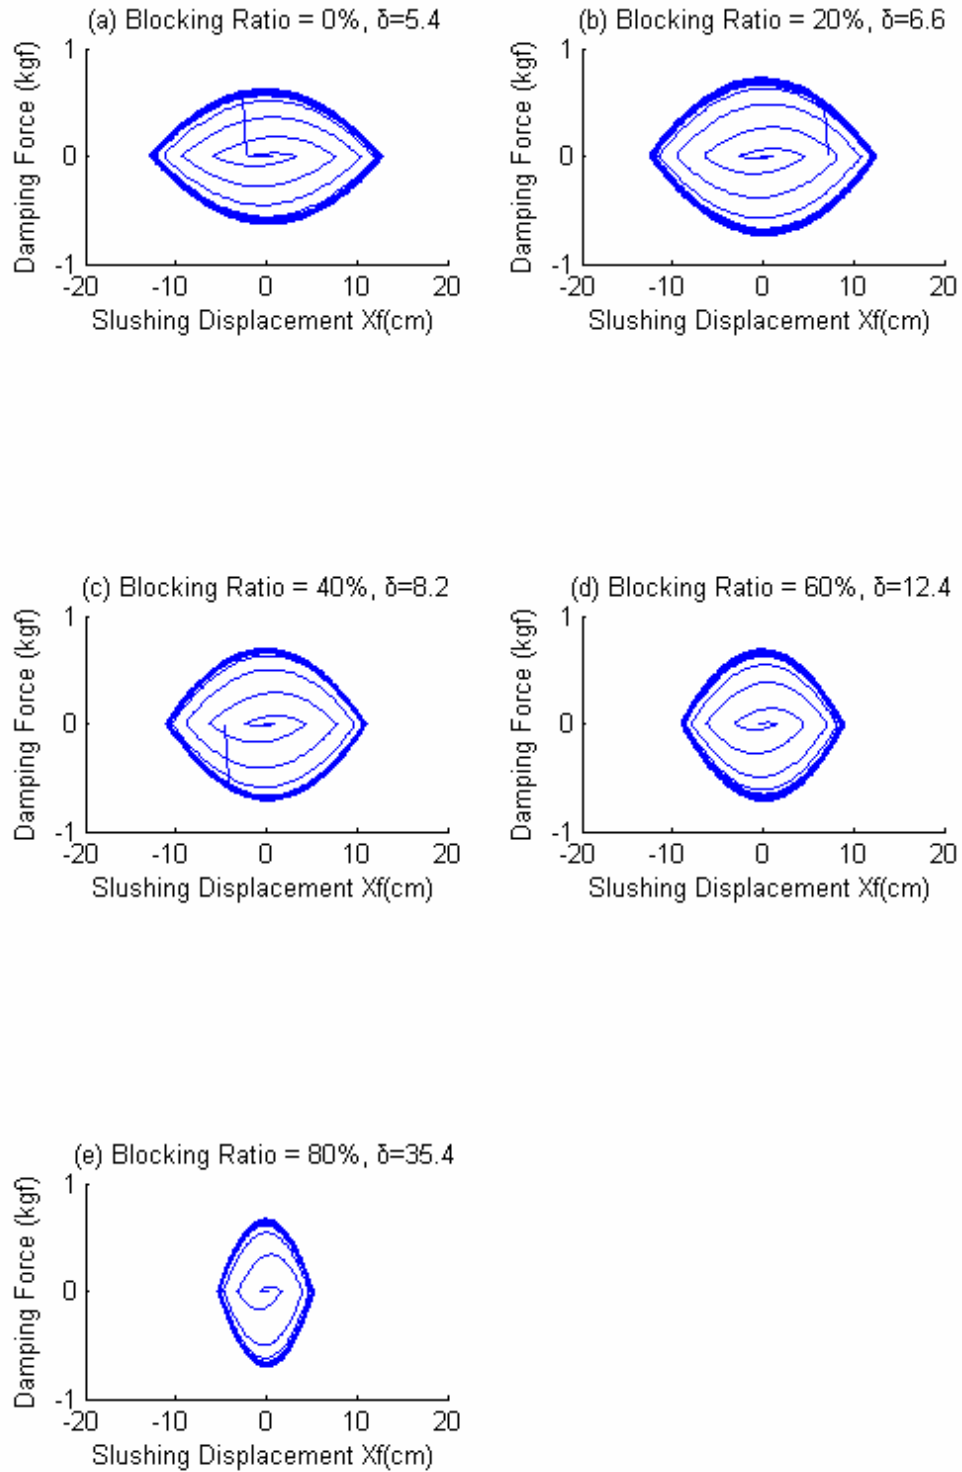 (a) Blocking Ratio = 0%, δ=5.4
1
0
-1
Damping Force (kgf)
-20 -10 0 10 20
Slushing Displacement Xf(cm)
(b) Blocking Ratio = 20%, δ=6.6
1
0
-1
Damping Force (kgf)
-20 -10 0 10 20
Slushing Displacement Xf(cm)
(c) Blocking Ratio = 40%, δ=8.2
1
0
-1
Damping Force (kgf)
-20 -10 0 10 20
Slushing Displacement Xf(cm)
(d) Blocking Ratio = 60%, δ=12.4
1
0
-1
Damping Force (kgf)
-20 -10 0 10 20
Slushing Displacement Xf(cm)
(e) Blocking Ratio = 80%, δ=35.4
1
0
-1
Damping Force (kgf)
-20 -10 0 10 20
Slushing Displacement Xf(cm)